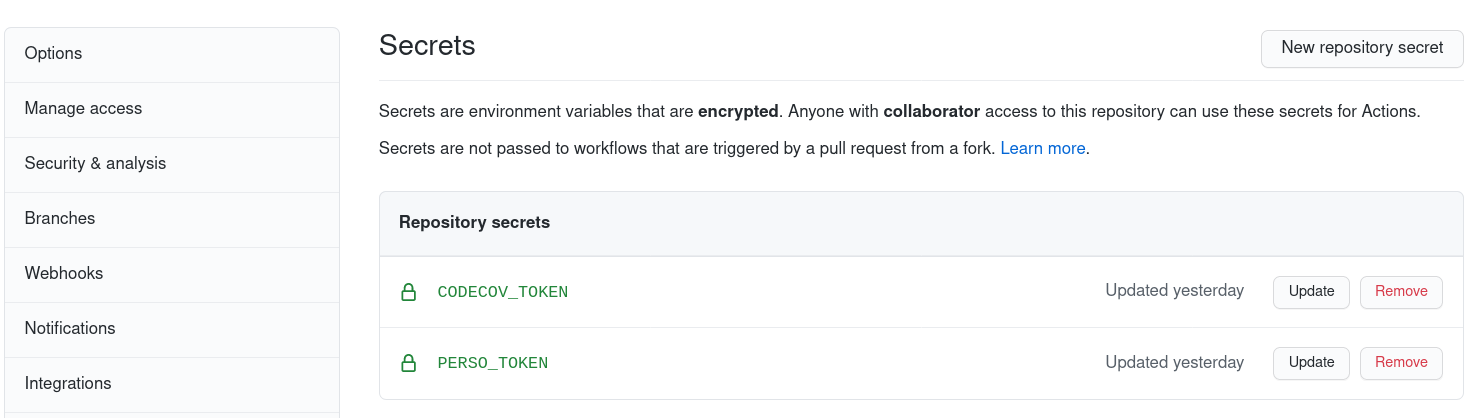 Options
Manage access
Security & analysis
Branches
Webhooks
Notifications
Integrations
Secrets
New repository secret
Secrets are environment variables that are encrypted. Anyone with collaborator access to this repository can use these secrets for Actions.
Secrets are not passed to workflows that are triggered by a pull request from a fork. Learn more.
Repository secrets
CODECOV_TOKEN Updated yesterday Update Remove
PERSO_TOKEN Updated yesterday Update Remove